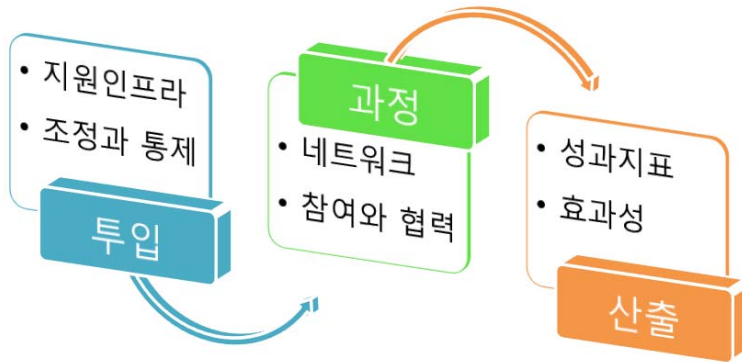 • 지원인프라
• 조정과 통제
투입
과정
• 네트워크
• 참여와 협력
• 성과지표
• 효과성
산출